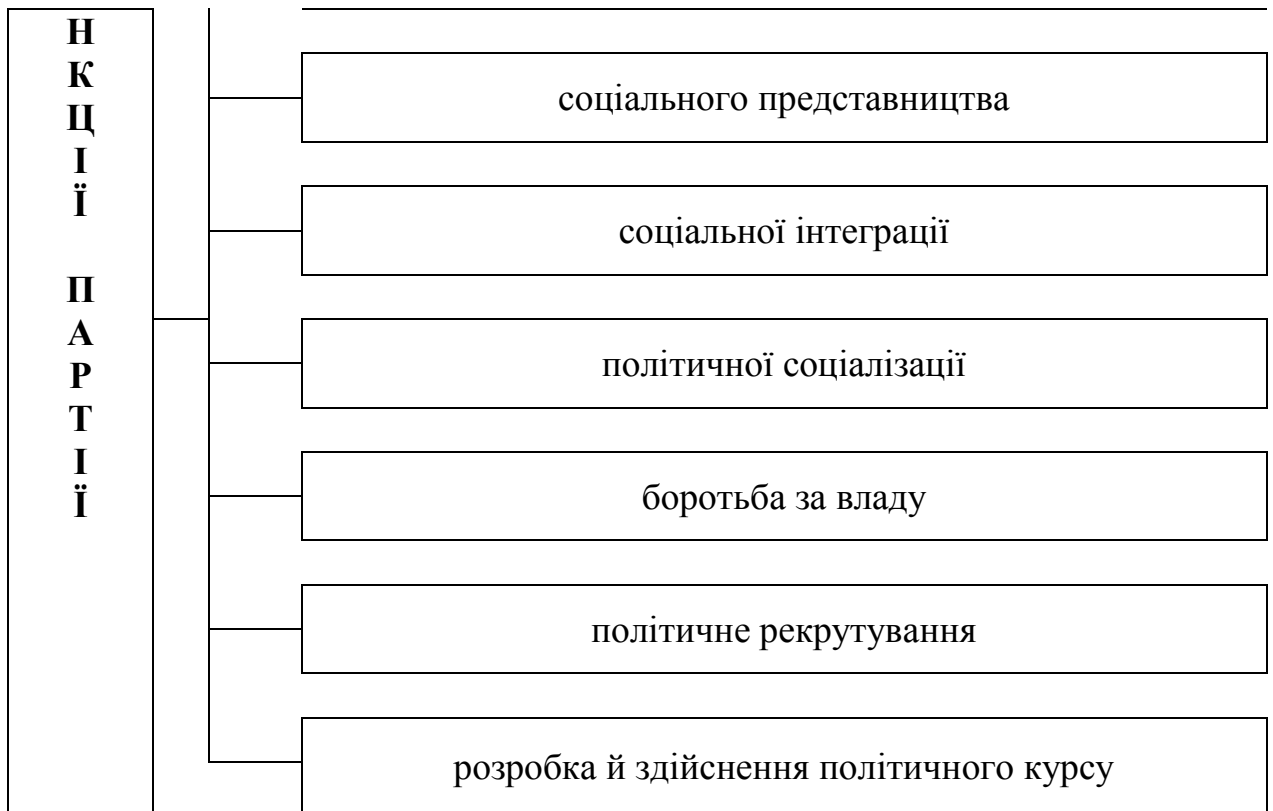 Н
К
Ц
І
Ї
П
А
Р
Т
І
Ї
соціального представництва
соціальної інтеграції
політичної соціалізації
боротьба за владу
політичне рекрутування
розробка й здійснення політичного курсу